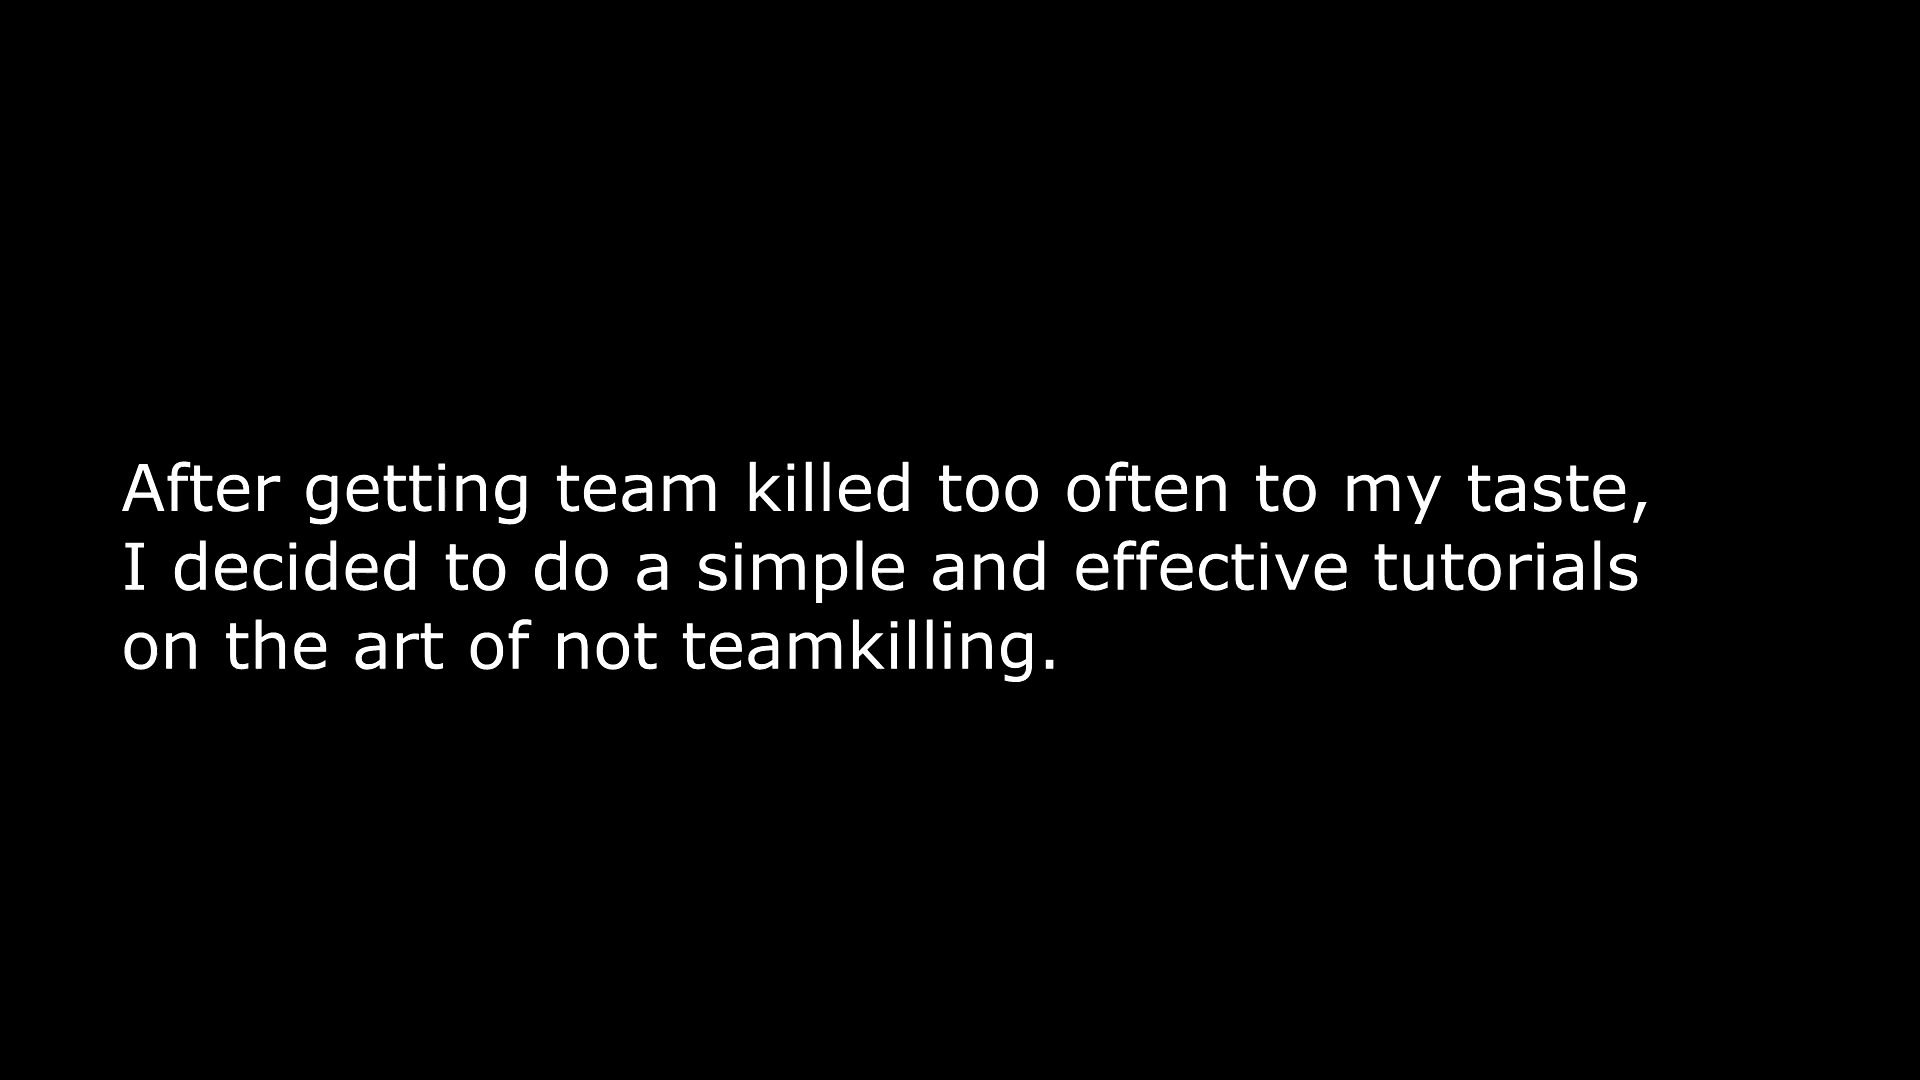 After getting team killed too often to my taste,
I decided to do a simple and effective tutorials
on the art of not teamkilling.